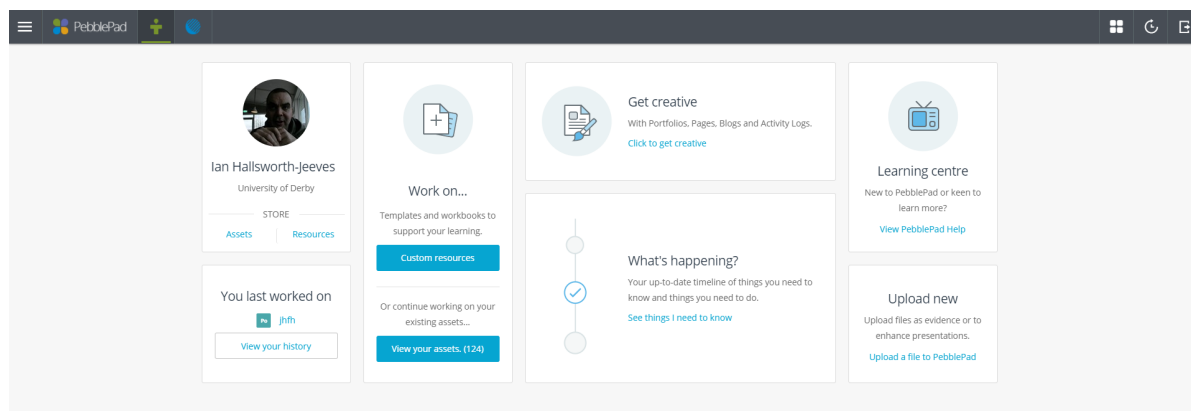 PebblePad
Ian Hallsworth-Jeeves
University of Derby
STORE
Assets
Resources
You last worked on
Po jhfh
View your history
Work on...
Templates and workbooks to
support your learning.
Custom resources
Or continue working on your
existing assets...
View your assets. (124)
Get creative
With Portfolios, Pages, Blogs and Activity Logs.
Click to get creative
What's happening?
Your up-to-date timeline of things you need to
know and things you need to do.
See things I need to know
Learning centre
New to PebblePad or keen to
learn more?
View PebblePad Help
Upload new
Upload files as evidence or to
enhance presentations.
Upload a file to PebblePad